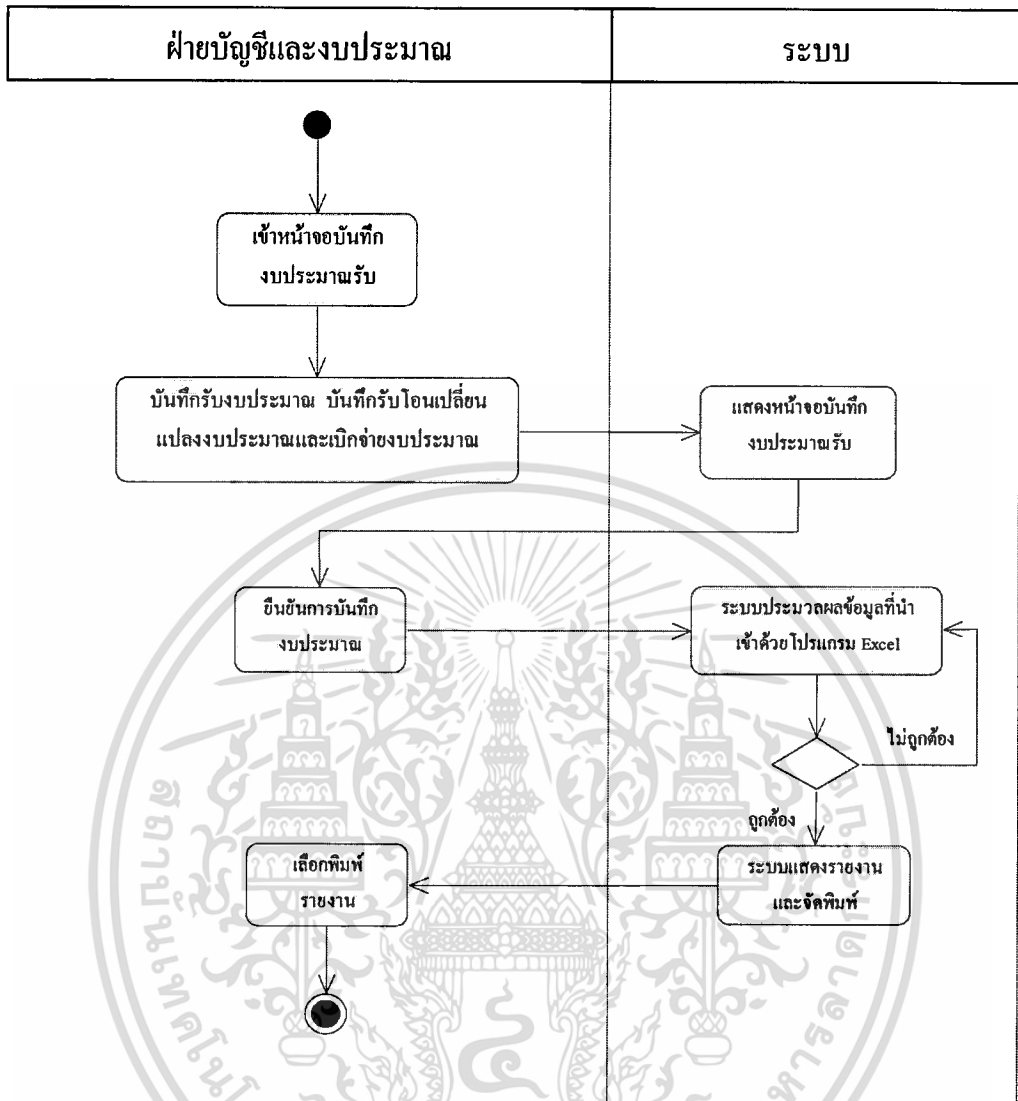 ฝ่ายบัญชีและงบประมาณ
ระบบ
เข้าหน้าจอบันทึก
งบประมาณรับ
บันทึกรับงบประมาณ บันทึกรับโอนเปลี่ยน
แปลงงบประมาณและเบิกจ่ายงบประมาณ
แสดงหน้าจอบันทึก
งบประมาณรับ
ยืนยันการบันทึก
งบประมาณ
ระบบประมวลผลข้อมูลที่นำ
เข้าด้วยโปรแกรม Excel
ไม่ถูกต้อง
ถูกต้อง
ระบบแสดงรายงาน
และจัดพิมพ์
เลือกพิมพ์
รายงาน